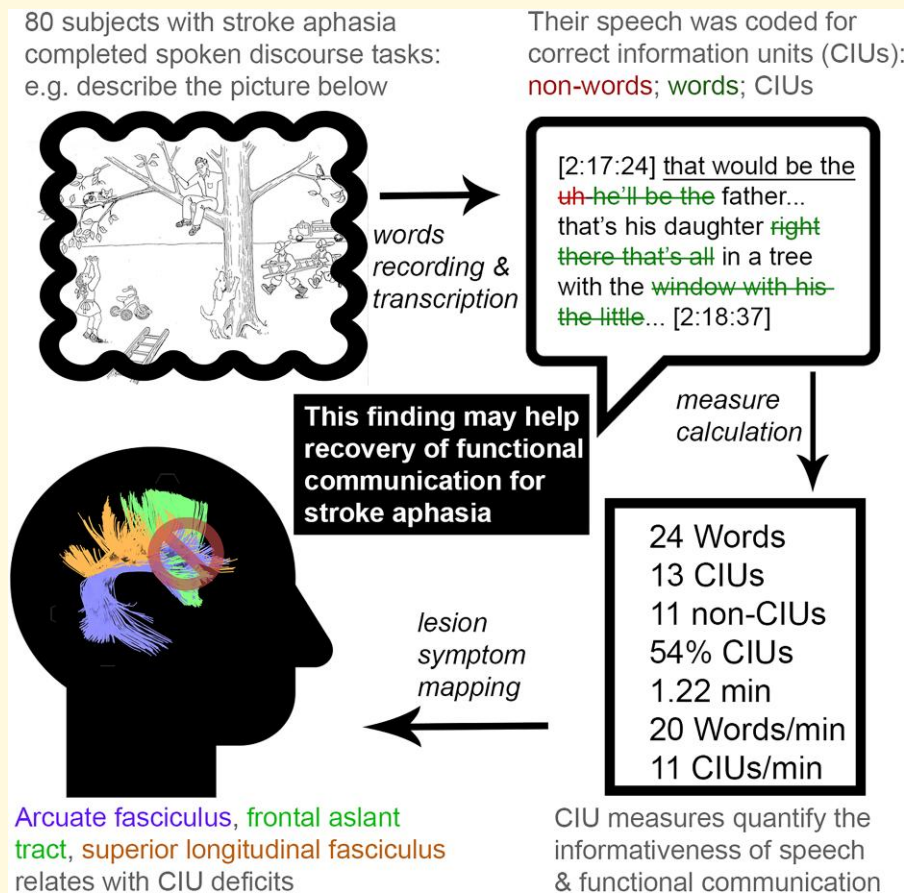 80 subjects with stroke aphasia
completed spoken discourse tasks:
e.g. describe the picture below
Their speech was coded for
correct information units (CIUs):
non-words; words; CIUs
words
recording &
transcription
[2:17:24] that would be the
uh he'll be the father...
that's his daughter right
there that's all in a tree
with the window with his
the little... [2:18:37]
This finding may help
recovery of functional
communication for
stroke aphasia
measure
calculation
24 Words
13 CIUs
11 non-CIUs
54% CIUs
1.22 min
20 Words/min
11 CIUs/min
lesion
symptom
mapping
Arcuate fasciculus, frontal aslant
tract, superior longitudinal fasciculus
relates with CIU deficits
CIU measures quantify the
informativeness of speech
& functional communication